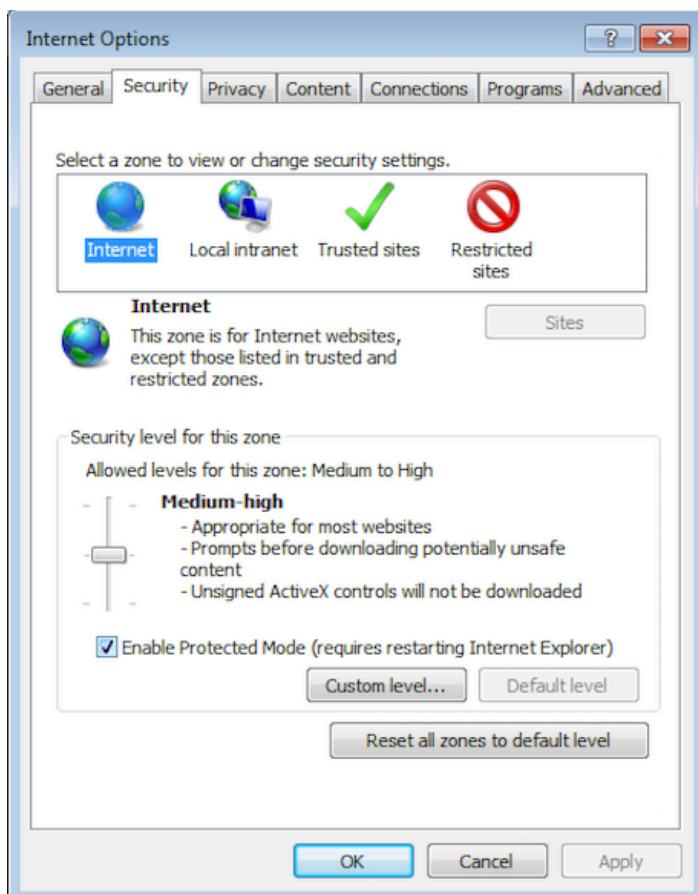 Internet Options
General Security Privacy Content Connections Programs Advanced
Select a zone to view or change security settings.
Internet Local intranet Trusted sites Restricted
sites
Internet
Sites
This zone is for Internet websites,
except those listed in trusted and
restricted zones.
Security level for this zone
Allowed levels for this zone: Medium to High
Medium-high
- Appropriate for most websites
- Prompts before downloading potentially unsafe
content
- Unsigned ActiveX controls will not be downloaded
Enable Protected Mode (requires restarting Internet Explorer)
Custom level... Default level
Reset all zones to default level
OK Cancel Apply